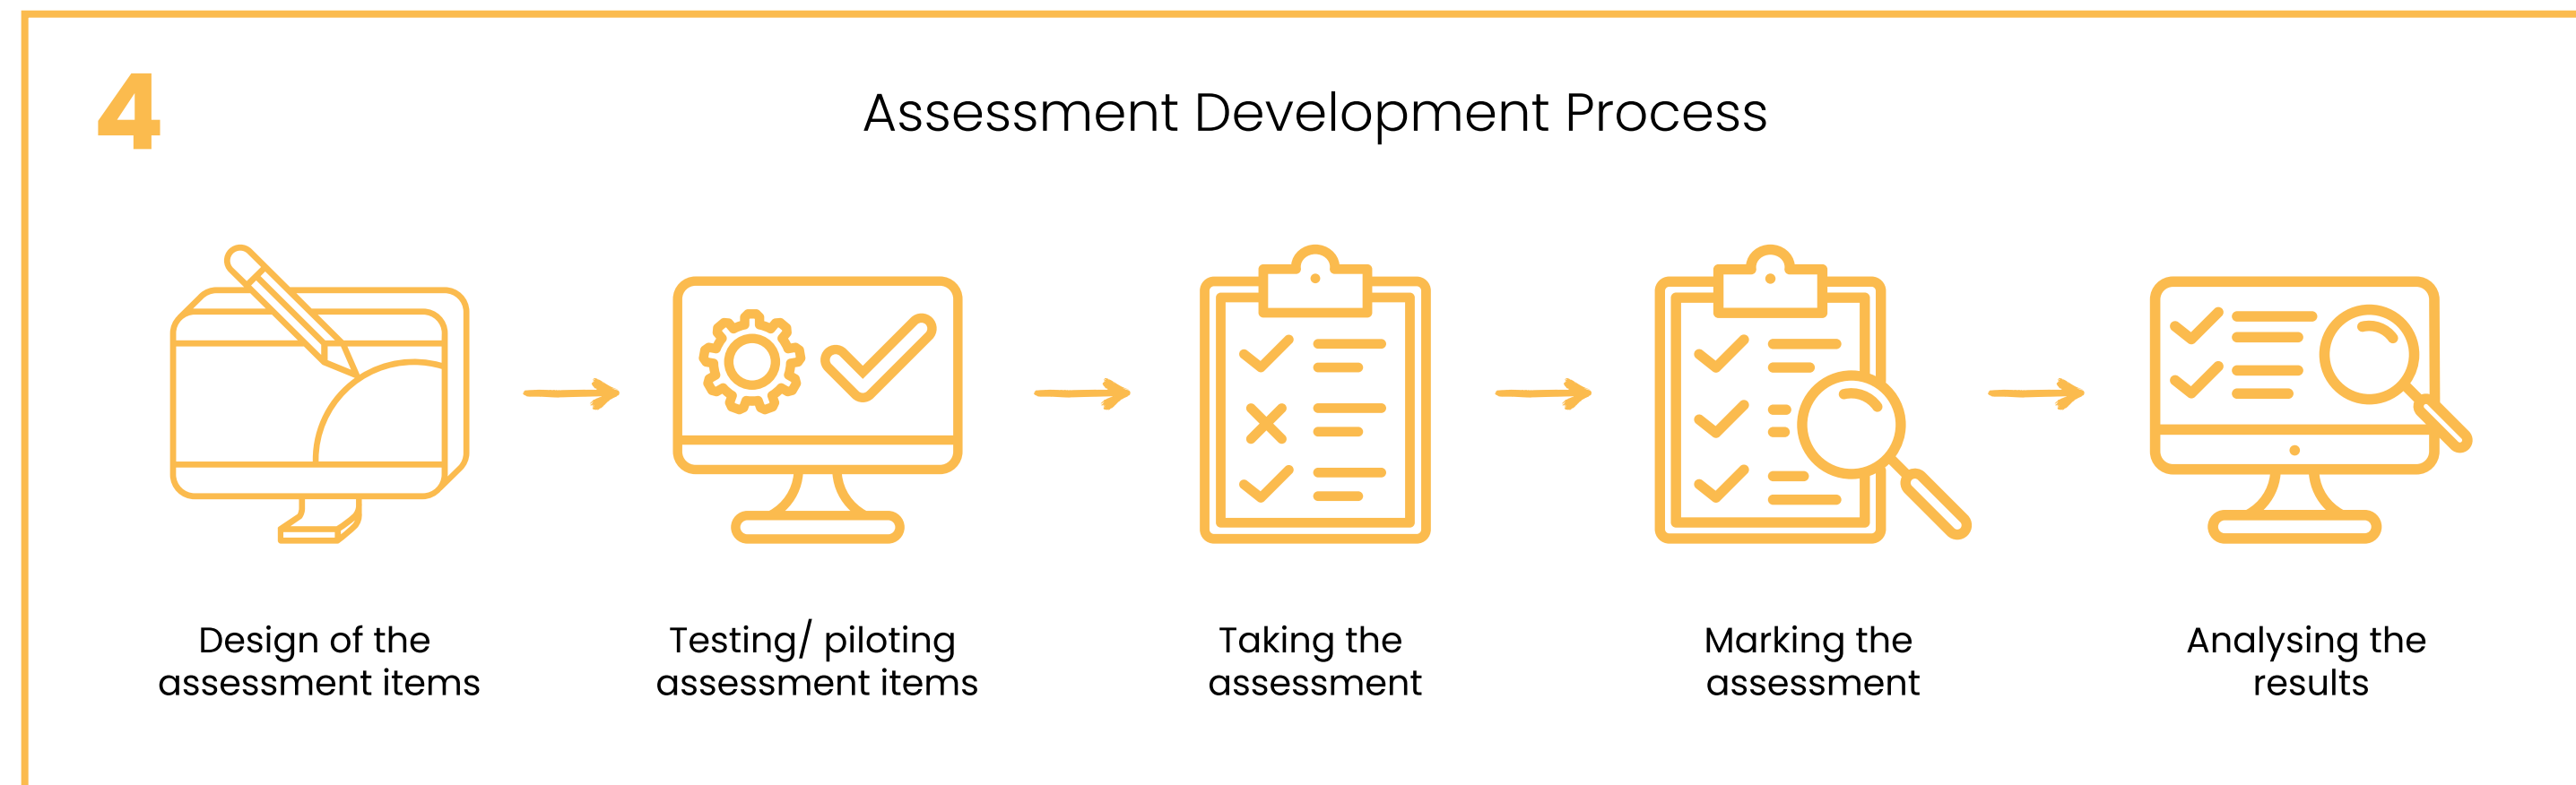 4
Assessment Development Process
Design of the
assessment items
Testing/ piloting
assessment items
Taking the
assessment
Marking the
assessment
Analysing the
results